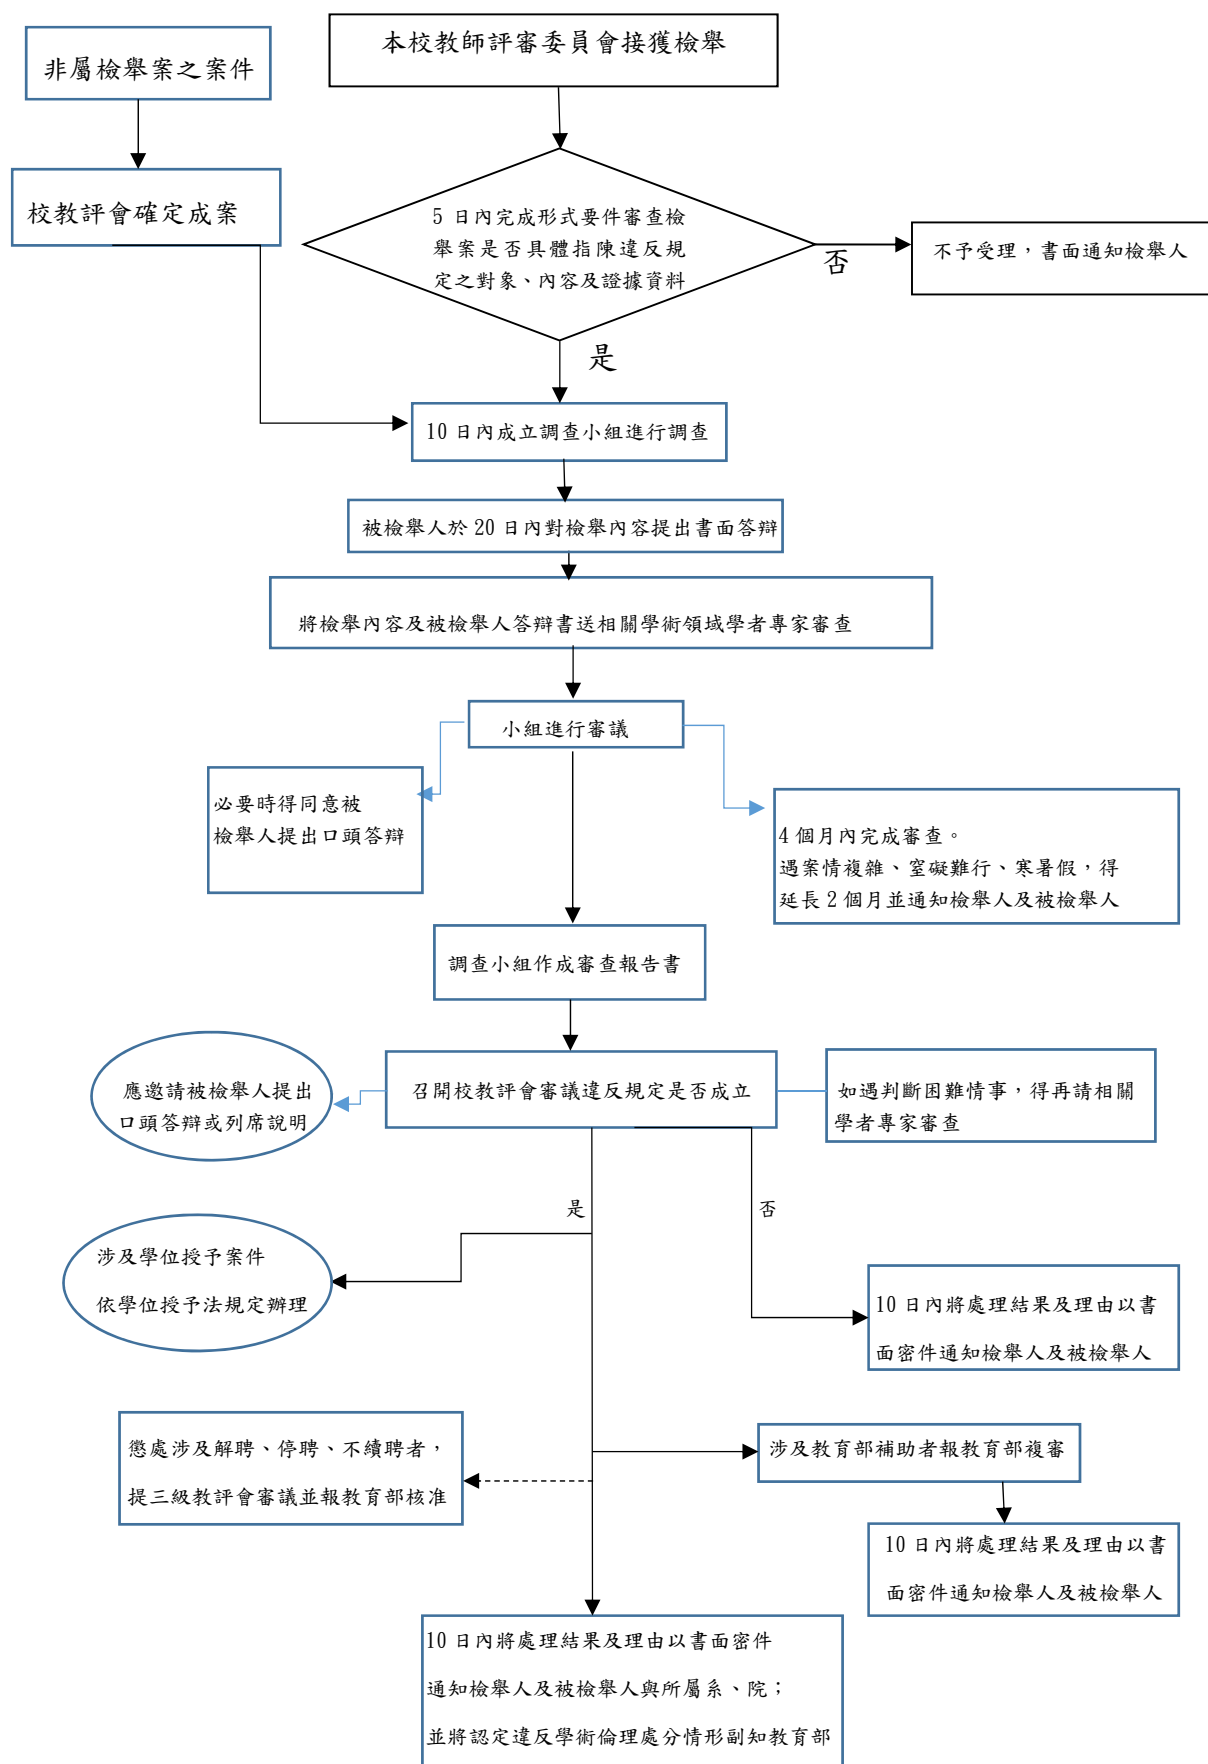 本校教師評審委員會接獲檢舉
非屬檢舉案之案件
校教評會確定成案
5 日內完成形式要件審查檢
舉案是否具體指陳違反規
定之對象、內容及證據資料
否
不予受理，書面通知檢舉人
是
10 日內成立調查小組進行調查
被檢舉人於 20 日內對檢舉內容提出書面答辯
將檢舉內容及被檢舉人答辯書送相關學術領域學者專家審查
小組進行審議
必要時得同意被
檢舉人提出口頭答辯
4 個月內完成審查。
遇案情複雜、窒礙難行、寒暑假，得
延長 2 個月並通知檢舉人及被檢舉人
調查小組作成審查報告書
應邀請被檢舉人提出
口頭答辯或列席說明
召開校教評會審議違反規定是否成立
如遇判斷困難情事，得再請相關
學者專家審查
是
否
涉及學位授予案件
依學位授予法規定辦理
10 日內將處理結果及理由以書
面密件通知檢舉人及被檢舉人
懲處涉及解聘、停聘、不續聘者，
提三級教評會審議並報教育部核准
涉及教育部補助者報教育部複審
10 日內將處理結果及理由以書
面密件通知檢舉人及被檢舉人
10 日內將處理結果及理由以書面密件
通知檢舉人及被檢舉人與所屬系、院；
並將認定違反學術倫理處分情形副知教育部